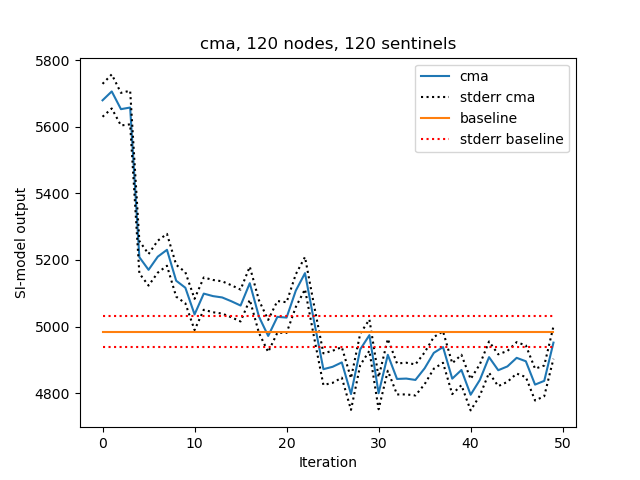 cma, 120 nodes, 120 sentinels
5800
5600
5400
5200
5000
4800
SI-model output
cma
stderr cma
baseline
stderr baseline
0
10
20
30
40
50
Iteration